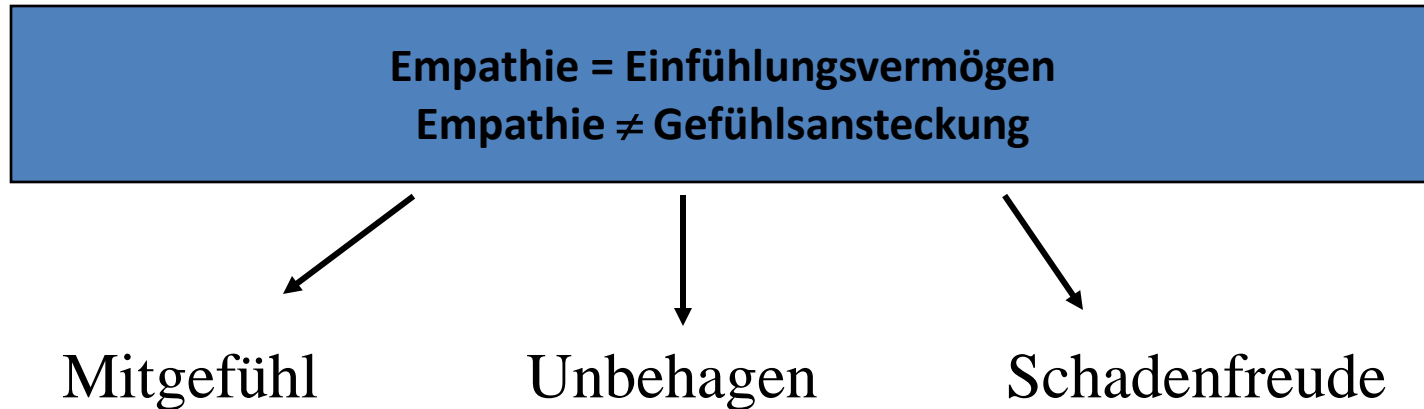 Empathie = Einfühlungsvermögen
Empathie ≠ Gefühlsansteckung
Mitgefühl Unbehagen Schadenfreude